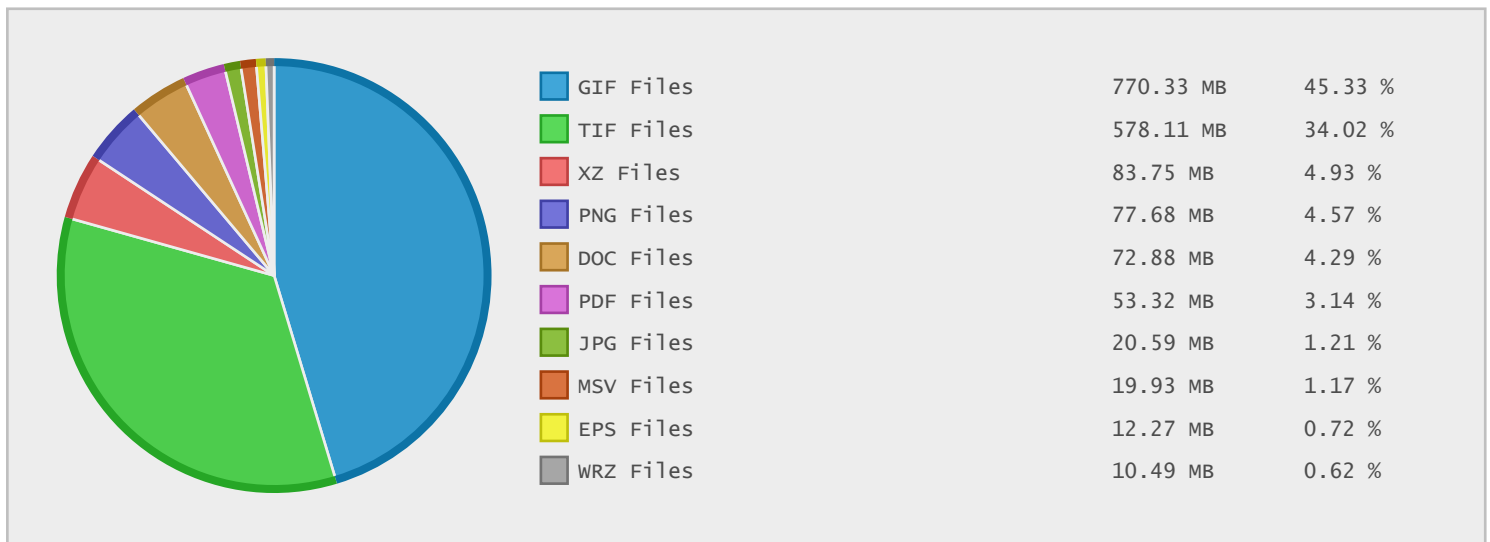 GIF Files 770.33 MB 45.33 %
TIF Files 578.11 MB 34.02 %
XZ Files 83.75 MB 4.93 %
PNG Files 77.68 MB 4.57 %
DOC Files 72.88 MB 4.29 %
PDF Files 53.32 MB 3.14 %
JPG Files 20.59 MB 1.21 %
MSV Files 19.93 MB 1.17 %
EPS Files 12.27 MB 0.72 %
WRZ Files 10.49 MB 0.62 %